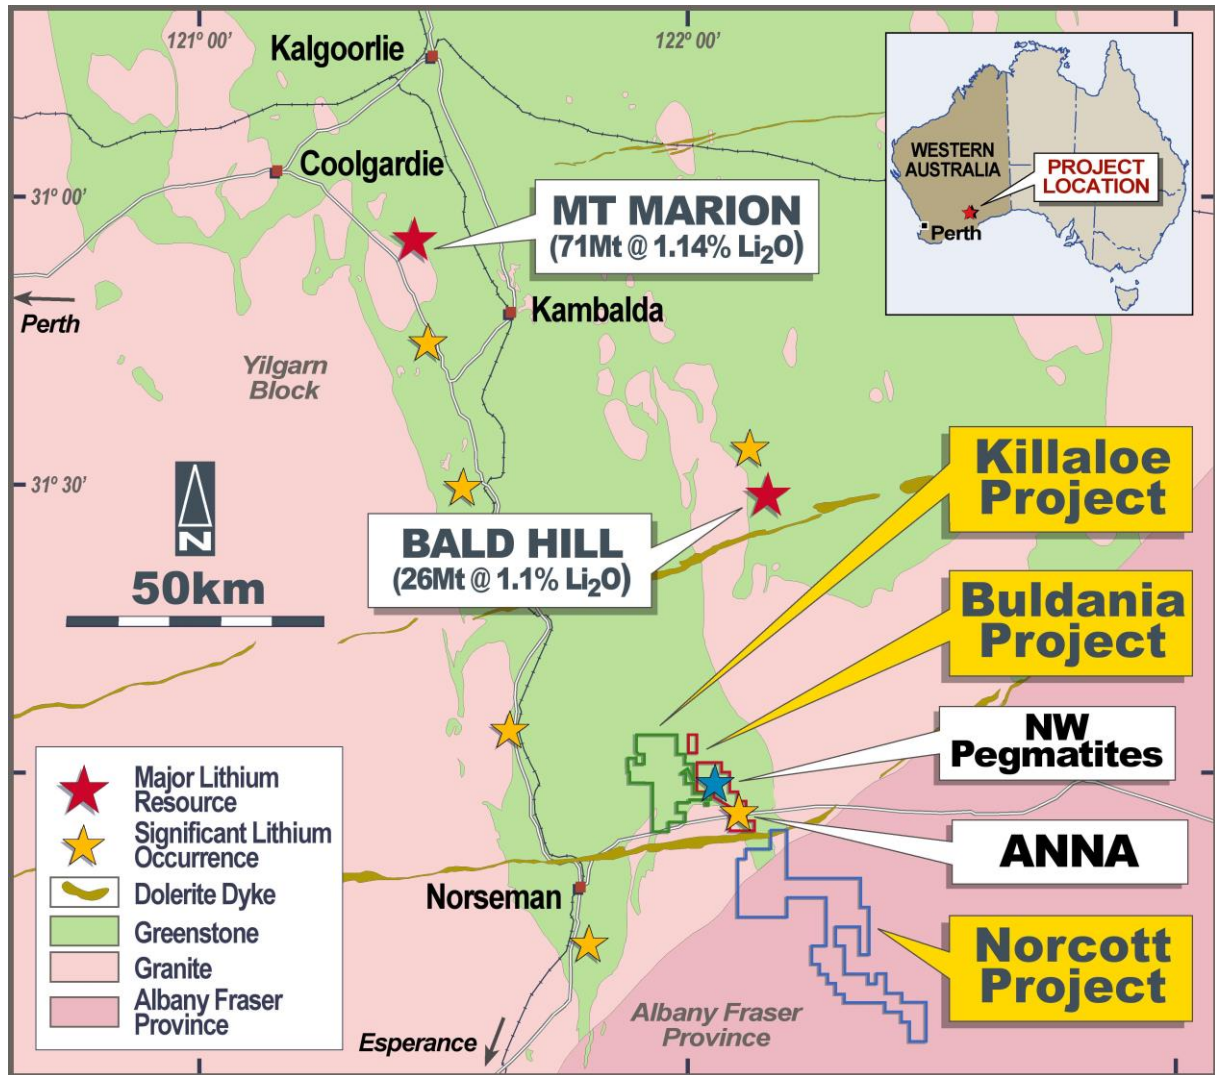 121° 00'
122° 00'
Kalgoorlie
Coolgardie
31° 00'
MT MARION
(71Mt @ 1.14% Li₂O)
WESTERN
AUSTRALIA
PROJECT
LOCATION
Perth
Perth
Kambalda
Yilgarn
Block
31° 30'
N
50km
BALD HILL
(26Mt @ 1.1% Li₂O)
Killaloe
Project
Buldania
Project
NW
Pegmatites
ANNA
Norcott
Project
Norseman
Albany Fraser
Province
Esperance
Major Lithium
Resource
Significant Lithium
Occurrence
Dolerite Dyke
Greenstone
Granite
Albany Fraser
Province